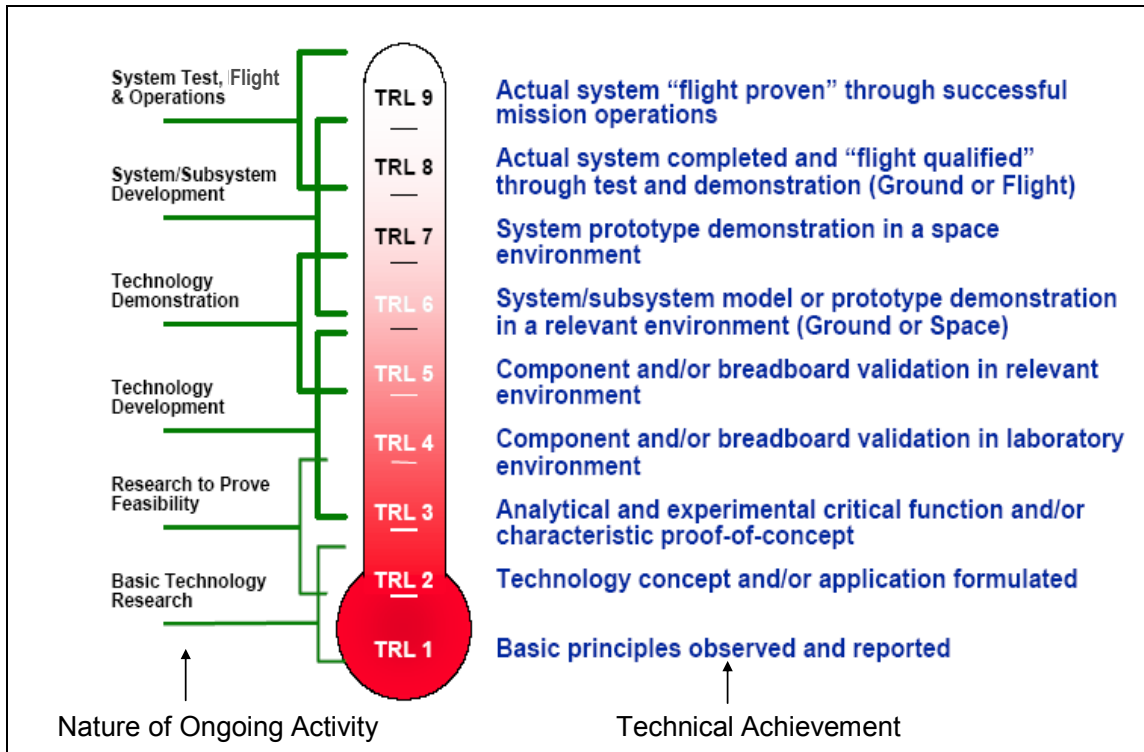 System Test, Flight
& Operations
System/Subsystem
Development
Technology
Demonstration
Technology
Development
Research to Prove
Feasibility
Basic Technology
Research
TRL 9
TRL 8
TRL 7
TRL 6
TRL 5
TRL 4
TRL 3
TRL 2
TRL 1
Actual system “flight proven” through successful
mission operations
Actual system completed and “flight qualified”
through test and demonstration (Ground or Flight)
System prototype demonstration in a space
environment
System/subsystem model or prototype demonstration
in a relevant environment (Ground or Space)
Component and/or breadboard validation in relevant
environment
Component and/or breadboard validation in laboratory
environment
Analytical and experimental critical function and/or
characteristic proof-of-concept
Technology concept and/or application formulated
Basic principles observed and reported
Nature of Ongoing Activity
Technical Achievement